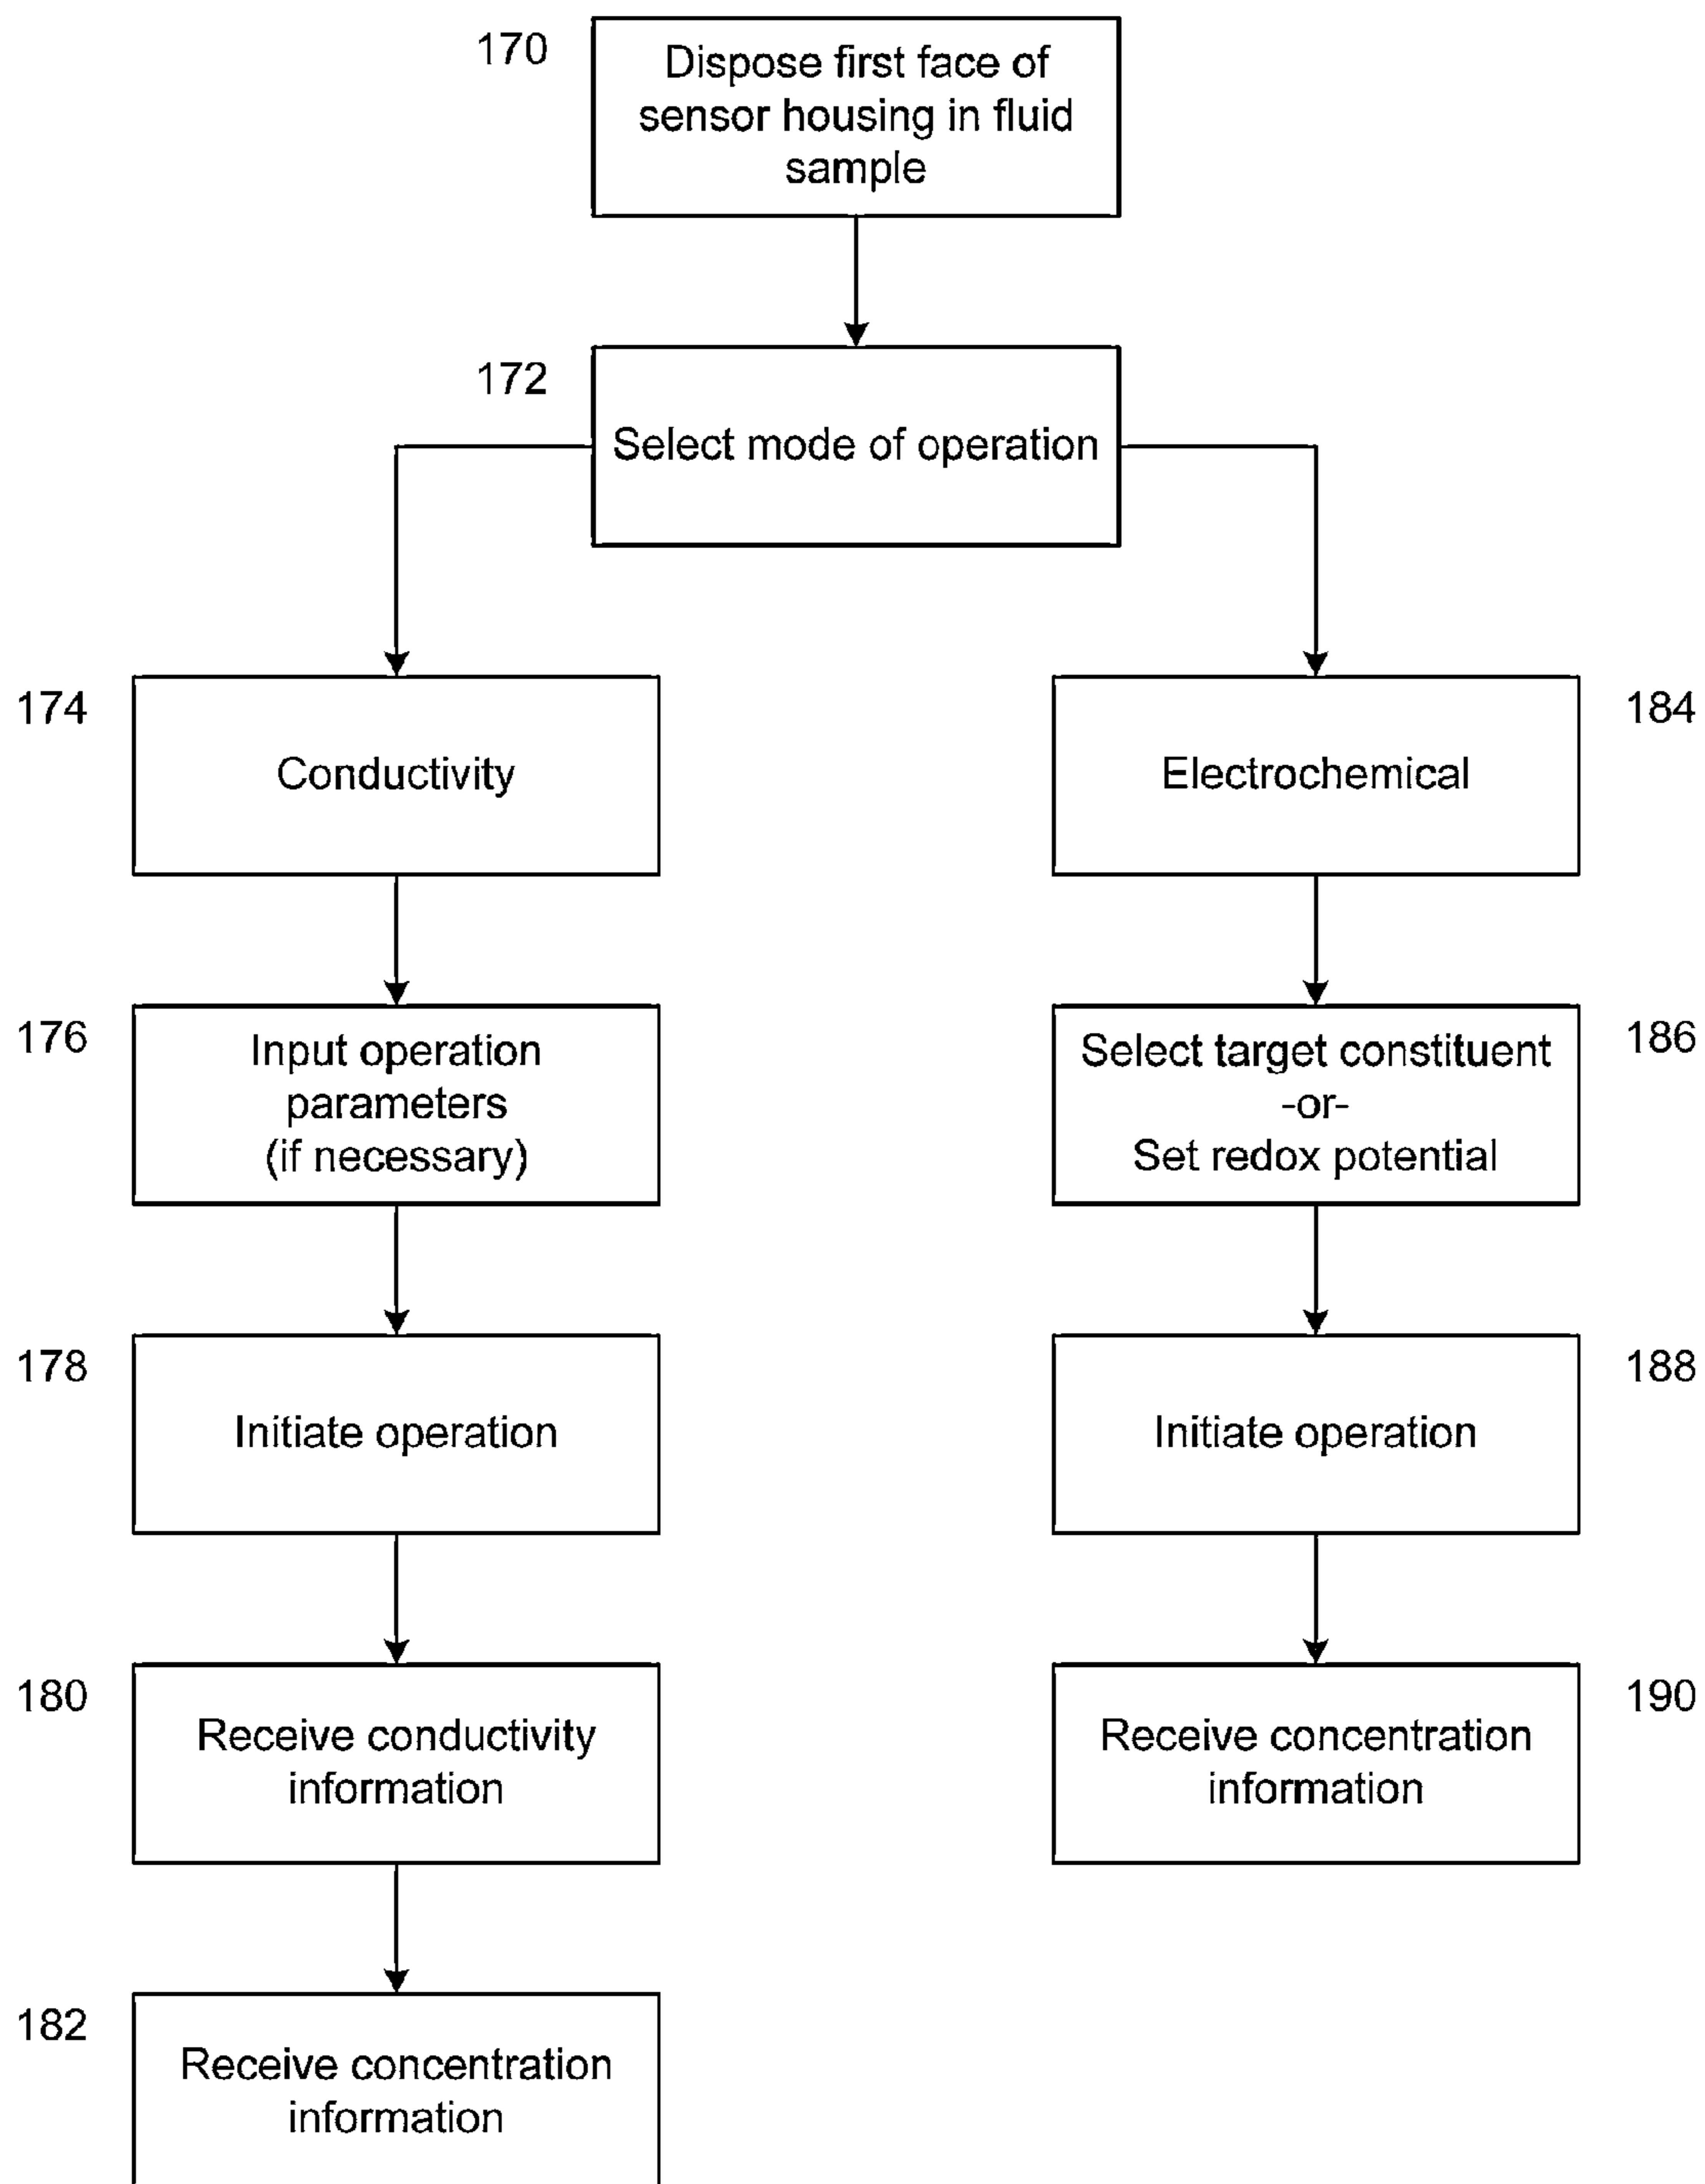 170
Dispose first face of
sensor housing in fluid
sample
172
Select mode of operation
174
Conductivity
184
Electrochemical
176
Input operation
parameters
(if necessary)
186
Select target constituent
-or-
Set redox potential
178
Initiate operation
188
Initiate operation
180
Receive conductivity
information
190
Receive concentration
information
182
Receive concentration
information